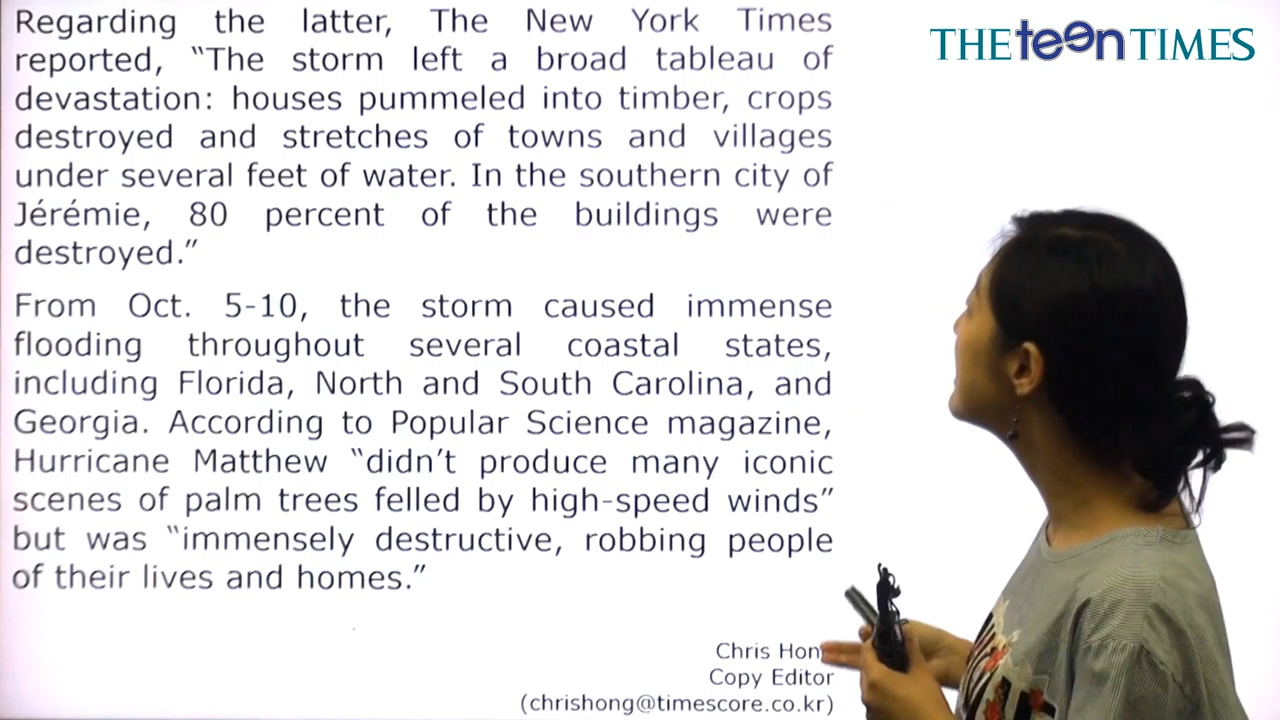 Regarding the latter, The New York Times
reported, “The storm left a broad tableau of
devastation: houses pummeled into timber, crops
destroyed and stretches of towns and villages
under several feet of water. In the southern city of
Jérémie, 80 percent of the buildings were
destroyed.”
From Oct. 5-10, the storm caused immense
flooding throughout several coastal states,
including Florida, North and South Carolina, and
Georgia. According to Popular Science magazine,
Hurricane Matthew “didn’t produce many iconic
scenes of palm trees felled by high-speed winds”
but was “immensely destructive, robbing people
of their lives and homes.”
Chris
Copy Editor
(chrishong@timescore.co.kr)
THE teen TIMES